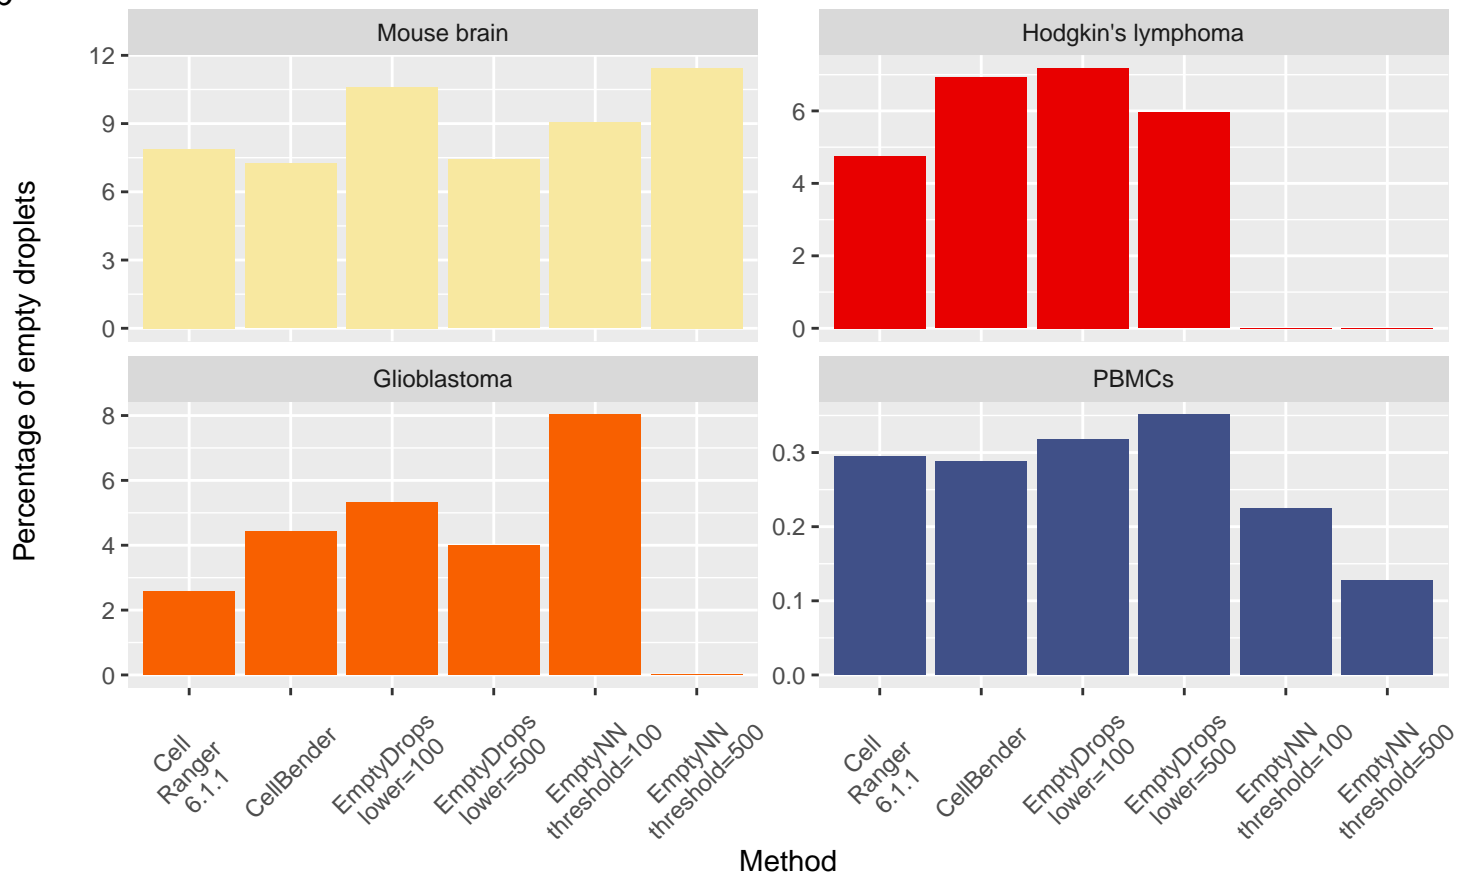 Mouse brain
Hodgkin's lymphoma
12
9
6
3
0
6
4
2
0
Glioblastoma
PBMCs
8
6
4
2
0
0.3
0.2
0.1
0.0
Percentage of empty droplets
Cell
Ranger
6.1.1
CellBender
EmptyDrops
lower=100
EmptyDrops
lower=500
EmptyNN
threshold=100
EmptyNN
threshold=500
Cell
Ranger
6.1.1
CellBender
EmptyDrops
lower=100
EmptyDrops
lower=500
EmptyNN
threshold=100
EmptyNN
threshold=500
Method